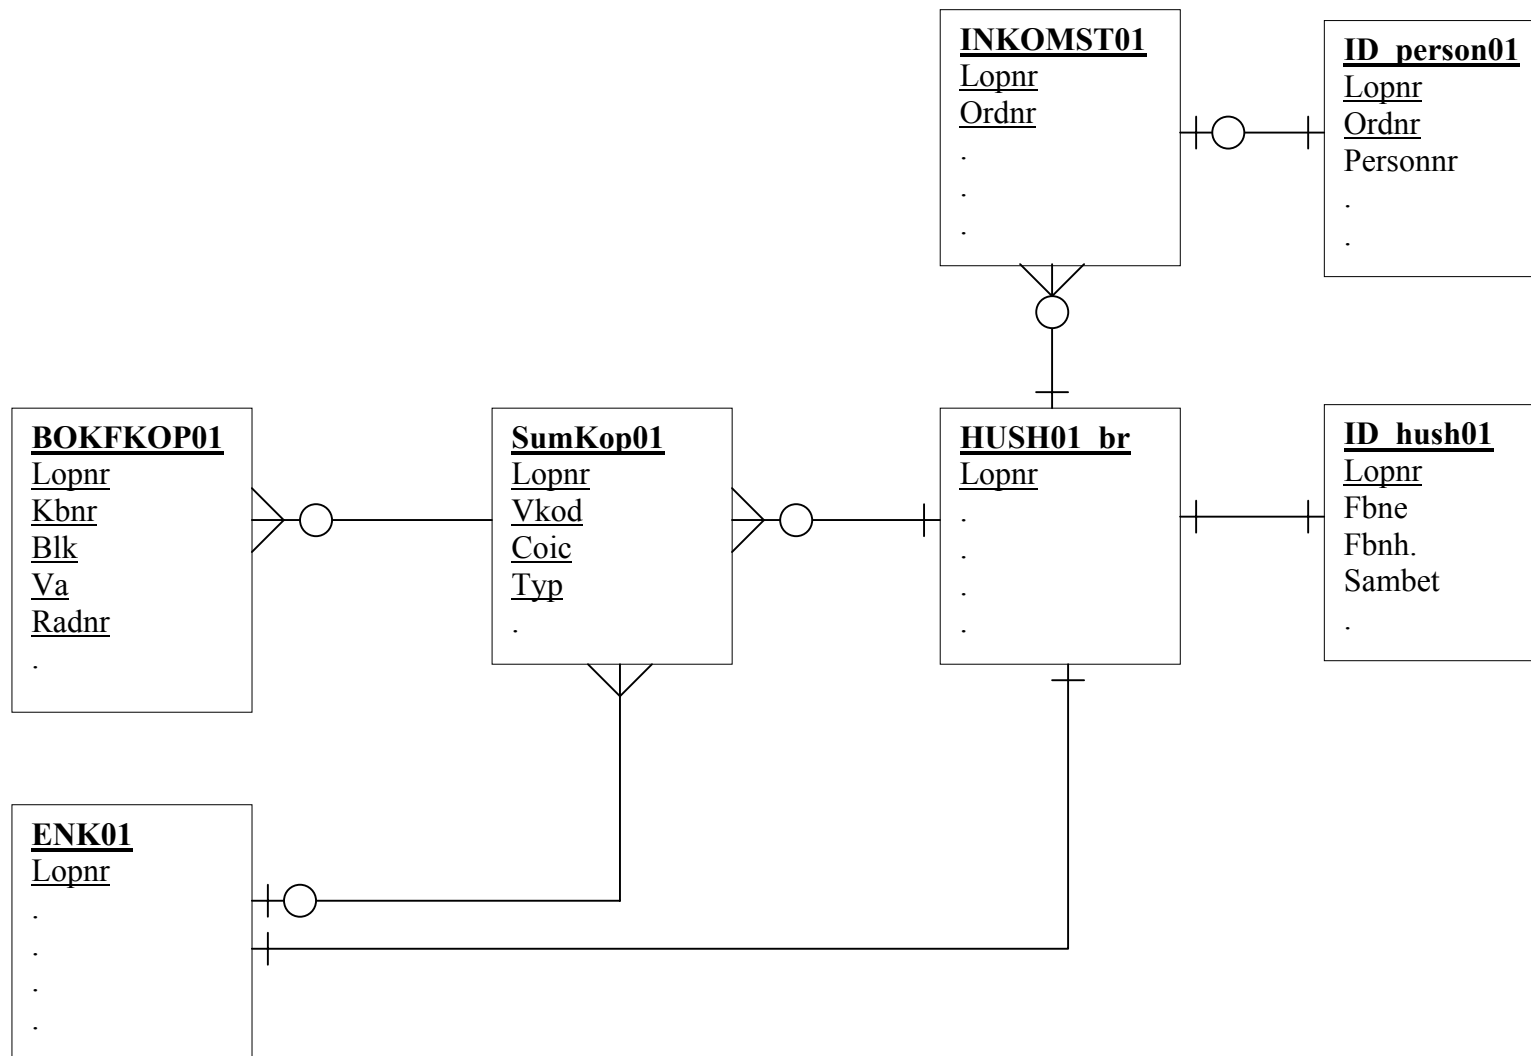 INKOMST01
Lopnr
Ordnr
.
.
.
ID_person01
Lopnr
Ordnr
Personnr
.
.
BOKFKOP01
Lopnr
Kbnr
Blk
Va
Radnr
.
SumKop01
Lopnr
Vkod
Coic
Typ
.
HUSH01_br
Lopnr
.
.
.
.
ID_hush01
Lopnr
Fbne
Fbnh.
Sambet
.
ENK01
Lopnr
.
.
.
.